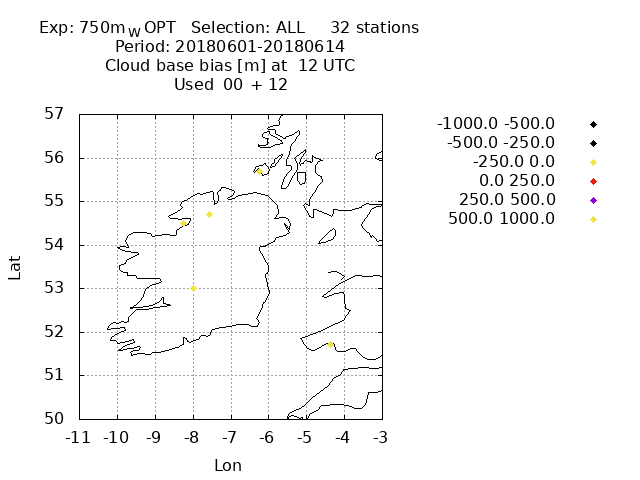 Exp: 750mWOPT   Selection: ALL     32 stations
Period: 20180601-20180614
Cloud base bias [m] at  12 UTC
Used  00  + 12
-1000.0 -500.0
-500.0 -250.0
-250.0 0.0
0.0 250.0
250.0 500.0
500.0 1000.0
57
56
55
54
53
52
51
50
Lat
-11 -10 -9 -8 -7 -6 -5 -4 -3
Lon